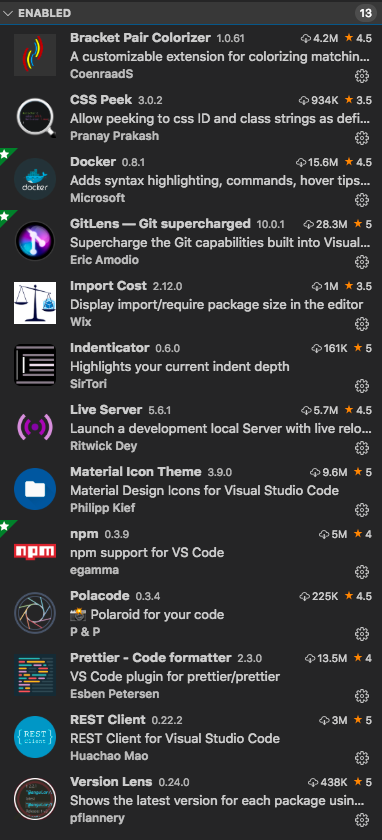 ENABLED 13
Bracket Pair Colorizer 1.0.61 4.2M ★ 4.5
A customizable extension for colorizing matchin...
CoenraadS
CSS Peek 3.0.2 934K ★ 3.5
Allow peeking to css ID and class strings as defi...
Pranay Prakash
docker
Docker 0.8.1 15.6M ★ 4.5
Adds syntax highlighting, commands, hover tips...
Microsoft
GitLens — Git supercharged 10.0.1 28.3M ★ 5
Supercharge the Git capabilities built into Visual...
Eric Amodio
Import Cost 2.12.0 1M ★ 3.5
Display import/require package size in the editor
Wix
Indenticator 0.6.0 161K ★ 5
Highlights your current indent depth
SirTori
Live Server 5.6.1 5.7M ★ 4.5
Launch a development local Server with live relo...
Ritwick Dey
Material Icon Theme 3.9.0 9.6M ★ 5
Material Design Icons for Visual Studio Code
Philipp Kief
npm
npm 0.3.9 5M ★ 4
npm support for VS Code
egamma
Polacode 0.3.4 225K ★ 4.5
📸 Polaroid for your code
P & P
Prettier - Code formatter 2.3.0 13.5M ★ 4
VS Code plugin for prettier/prettier
Esben Petersen
{ REST }
Client
REST Client 0.22.2 3M ★ 5
REST Client for Visual Studio Code
Huachao Mao
Version Lens 0.24.0 438K ★ 5
Shows the latest version for each package usin...
pflannery